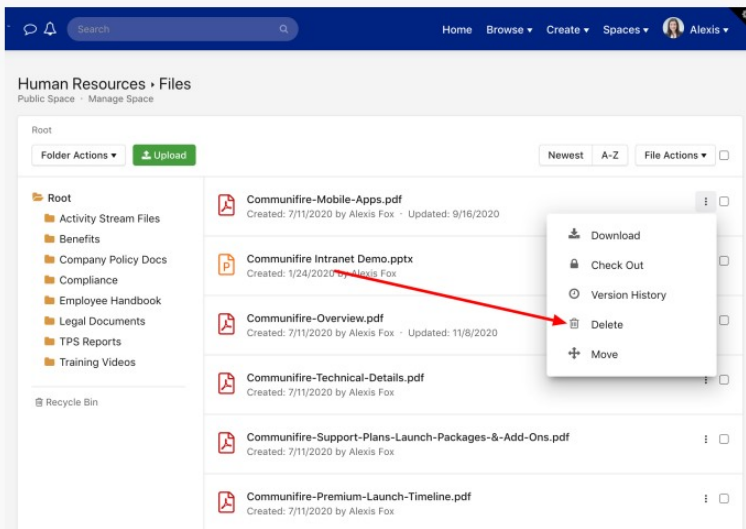 Search
Home Browse Create Spaces Alexis
Human Resources › Files
Public Space · Manage Space
Root
Folder Actions Upload Newest A-Z File Actions
Root
Activity Stream Files
Benefits
Company Policy Docs
Compliance
Employee Handbook
Legal Documents
TPS Reports
Training Videos
Recycle Bin
Communifire-Mobile-Apps.pdf
Created: 7/11/2020 by Alexis Fox · Updated: 9/16/2020
Communifire Intranet Demo.pptx
Created: 1/24/2020 by Alexis Fox
Communifire-Overview.pdf
Created: 7/11/2020 by Alexis Fox · Updated: 11/8/2020
Communifire-Technical-Details.pdf
Created: 7/11/2020 by Alexis Fox
Communifire-Support-Plans-Launch-Packages-&-Add-Ons.pdf
Created: 7/11/2020 by Alexis Fox
Communifire-Premium-Launch-Timeline.pdf
Created: 7/11/2020 by Alexis Fox
Download
Check Out
Version History
Delete
Move